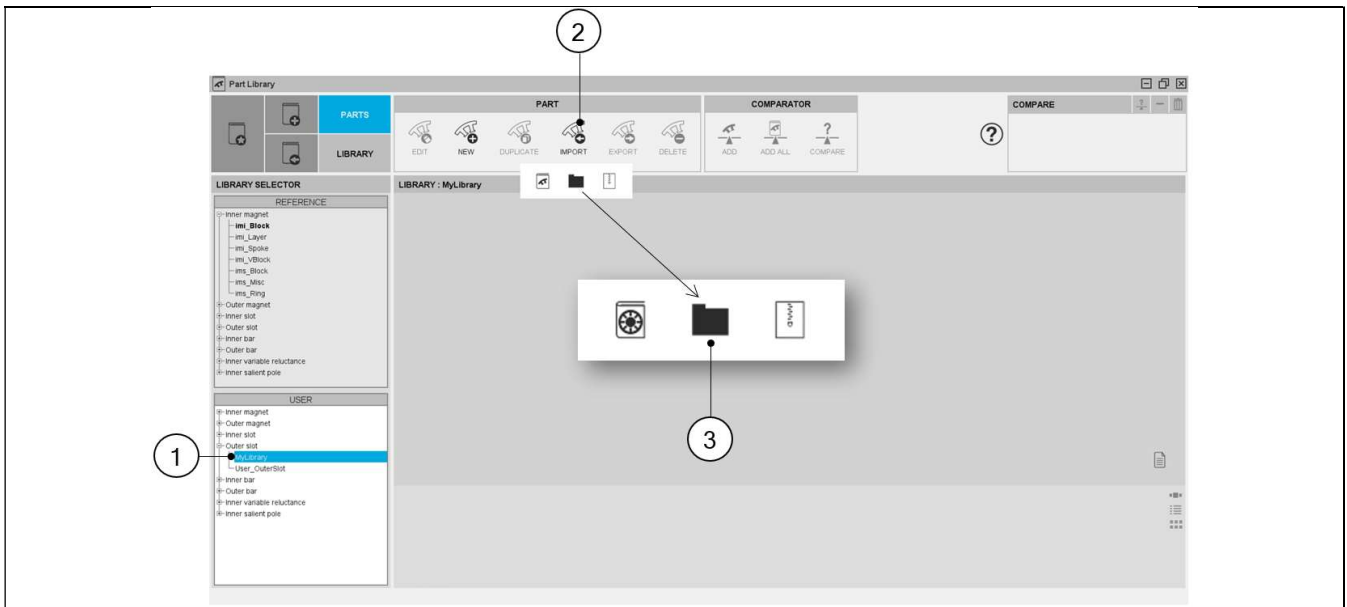 2
Part Library
PARTS
LIBRARY
PART
EDIT NEW DUPLICATE IMPORT EXPORT DELETE
COMPARATOR
? 
ADD ADD ALL COMPARE
?
COMPARE
?
LIBRARY SELECTOR
LIBRARY : MyLibrary
REFERENCE
Inner magnet
imi_Block
imi_Layer
imi_Spoke
imi_VBlock
ims_Block
ims_Misc
ims_Ring
Outer magnet
Inner slot
Outer slot
Inner bar
Outer bar
Inner variable reluctance
Inner salient pole
3
USER
Inner magnet
Outer magnet
Inner slot
Outer slot
1
MyLibrary
User_OuterSlot
Inner bar
Outer bar
Inner variable reluctance
Inner salient pole